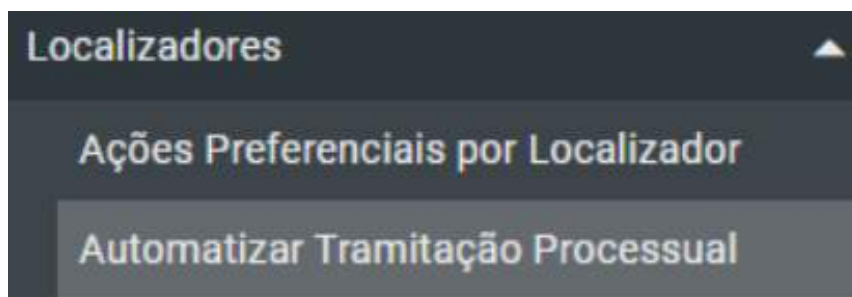 Localizadores
Ações Preferenciais por Localizador
Automatizar Tramitação Processual